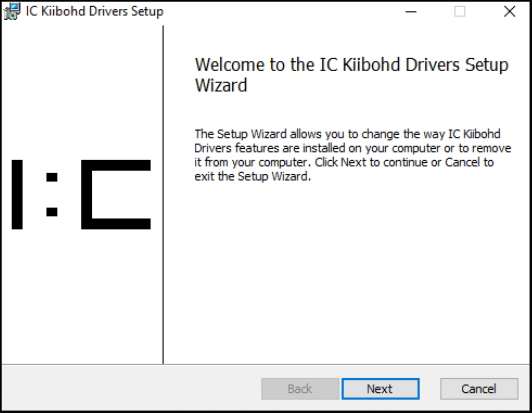 IC Kiibohd Drivers Setup
Welcome to the IC Kiibohd Drivers Setup
Wizard
The Setup Wizard allows you to change the way IC Kiibohd
Drivers features are installed on your computer or to remove
it from your computer. Click Next to continue or Cancel to
exit the Setup Wizard.
I:C
Back
Next
Cancel